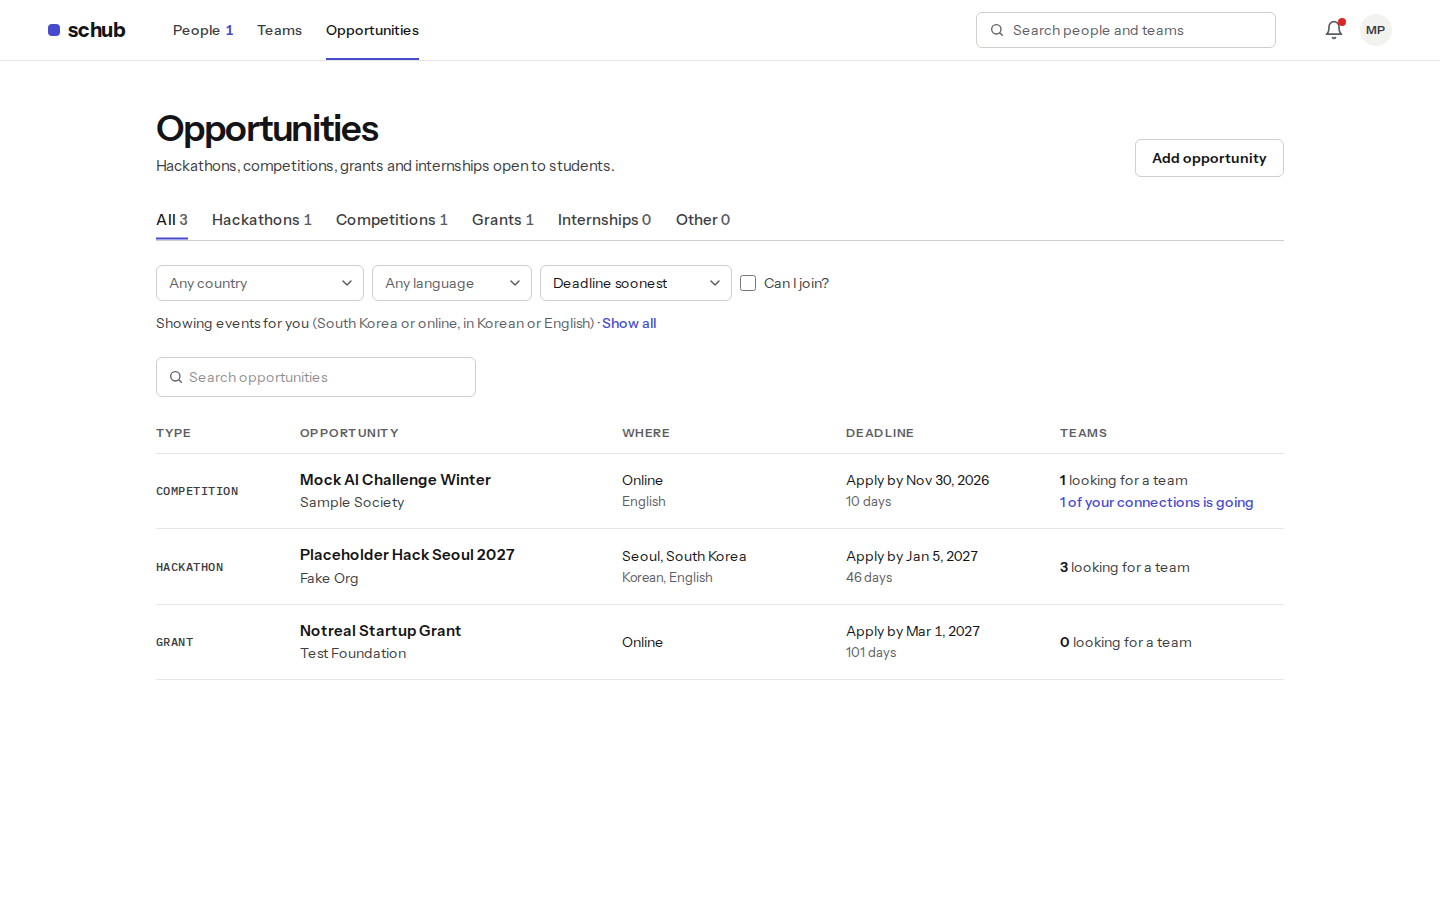 schub People 1 Teams Opportunities Search people and teams MP
Opportunities
Hackathons, competitions, grants and internships open to students.
Add opportunity
All 3 Hackathons 1 Competitions 1 Grants 1 Internships 0 Other 0
Any country Any language Deadline soonest Can I join?
Showing events for you (South Korea or online, in Korean or English) · Show all
Search opportunities
TYPE OPPORTUNITY WHERE DEADLINE TEAMS
COMPETITION
Mock AI Challenge Winter
Sample Society
Online
English
Apply by Nov 30, 2026
10 days
1 looking for a team
1 of your connections is going
HACKATHON
Placeholder Hack Seoul 2027
Fake Org
Seoul, South Korea
Korean, English
Apply by Jan 5, 2027
46 days
3 looking for a team
GRANT
Notreal Startup Grant
Test Foundation
Online
Apply by Mar 1, 2027
101 days
0 looking for a team